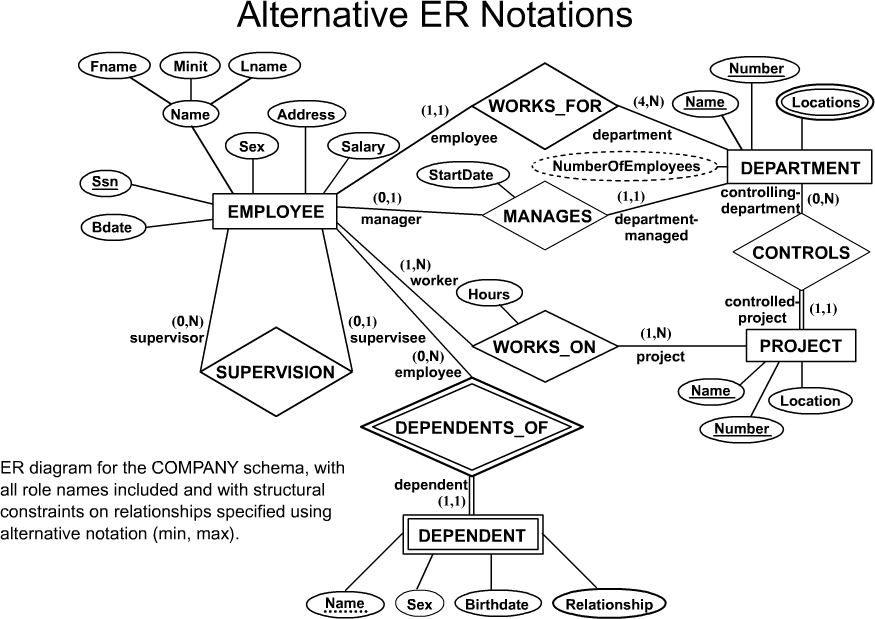 Alternative ER Notations
Fname
Minit
Lname
Number
Name
Address
(1,1)
WORKS_FOR
(4,N)
Name
Locations
Sex
Salary
employee
department
Ssn
StartDate
NumberOfEmployees
DEPARTMENT
EMPLOYEE
(0,1)
manager
MANAGES
(1,1)
department-
managed
controlling-
department
(0,N)
Bdate
CONTROLS
(1,N)
worker
Hours
controlled-
project
(1,1)
(0,N)
supervisor
(0,1)
supervisee
(0,N)
employee
WORKS_ON
(1,N)
project
PROJECT
SUPERVISION
Name
Location
Number
DEPENDENTS_OF
ER diagram for the COMPANY schema, with
all role names included and with structural
constraints on relationships specified using
alternative notation (min, max).
dependent
(1,1)
DEPENDENT
Name
Sex
Birthdate
Relationship